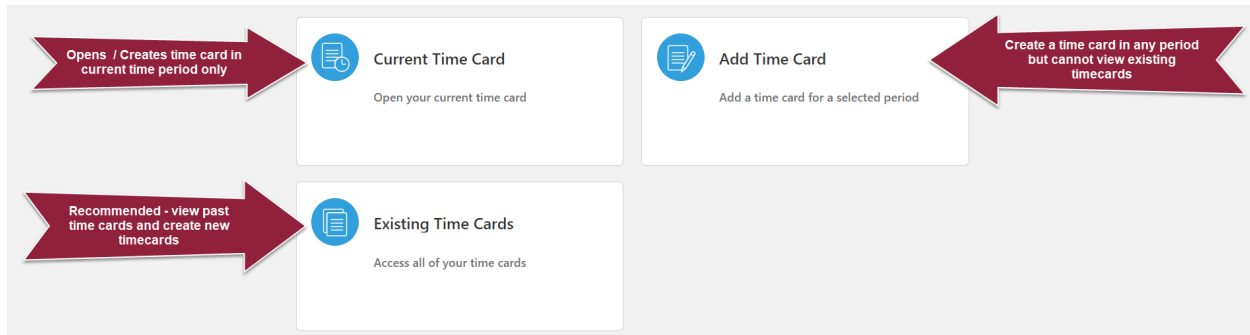 Opens  / Creates time card in
current time period only
Current Time Card
Open your current time card
Add Time Card
Add a time card for a selected period
Create a time card in any period
but cannot view existing
timecards
Recommended - view past
time cards and create new
timecards
Existing Time Cards
Access all of your time cards